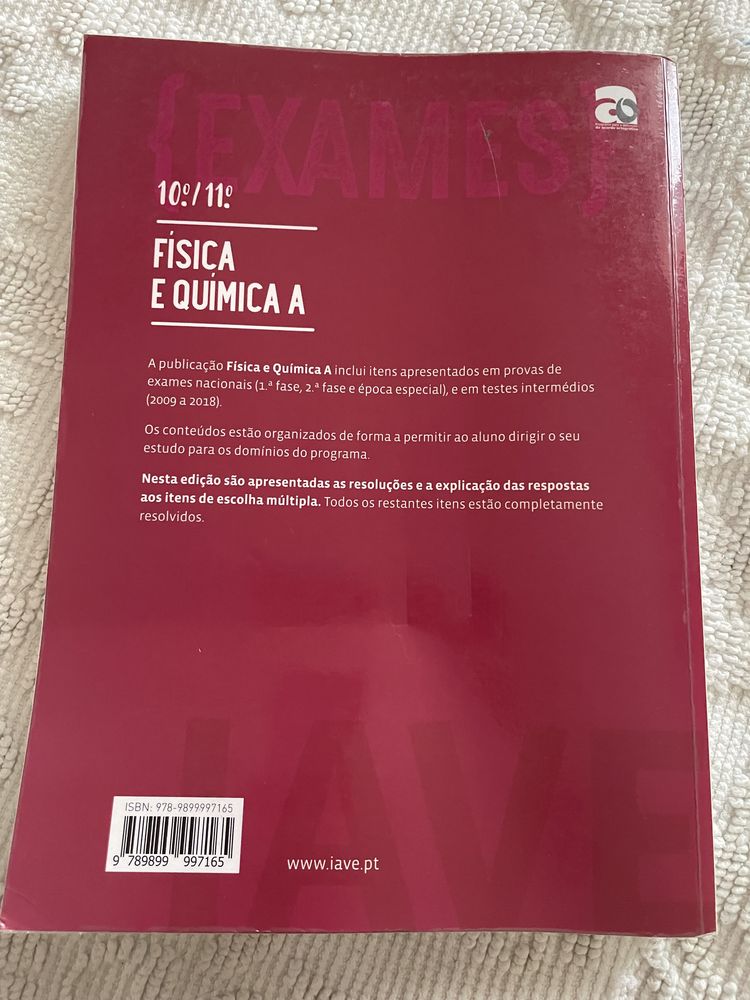 {EXAMES}
10.º/11.º
FÍSICA
E QUÍMICA A
A publicação Física e Química A inclui itens apresentados em provas de
exames nacionais (1.ª fase, 2.ª fase e época especial), e em testes intermédios
(2009 a 2018).
Os conteúdos estão organizados de forma a permitir ao aluno dirigir o seu
estudo para os domínios do programa.
Nesta edição são apresentadas as resoluções e a explicação das respostas
aos itens de escolha múltipla. Todos os restantes itens estão completamente
resolvidos.
IAVE
ISBN: 978-9899997165
9 789899 997165
www.iave.pt